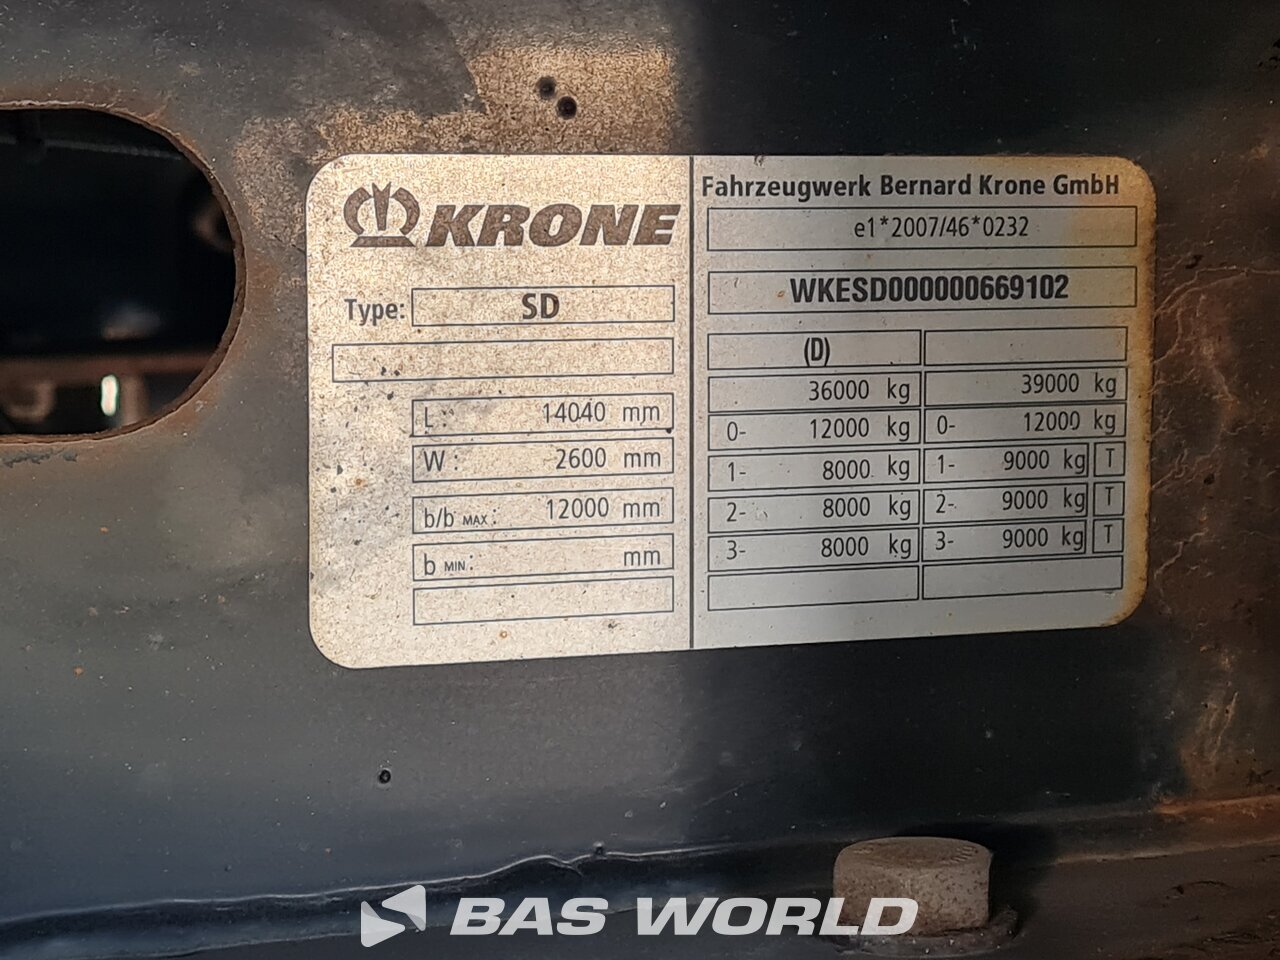 KRONE
Type: SD
L: 14040 mm
W: 2600 mm
b/b MAX: 12000 mm
b MIN: mm
Fahrzeugwerk Bernard Krone GmbH
e1*2007/46*0232
WKESD000000669102
(D)
36000 kg 39000 kg
0- 12000 kg 0- 12000 kg
1- 8000 kg 1- 9000 kg T
2- 8000 kg 2- 9000 kg T
3- 8000 kg 3- 9000 kg T
BAS WORLD